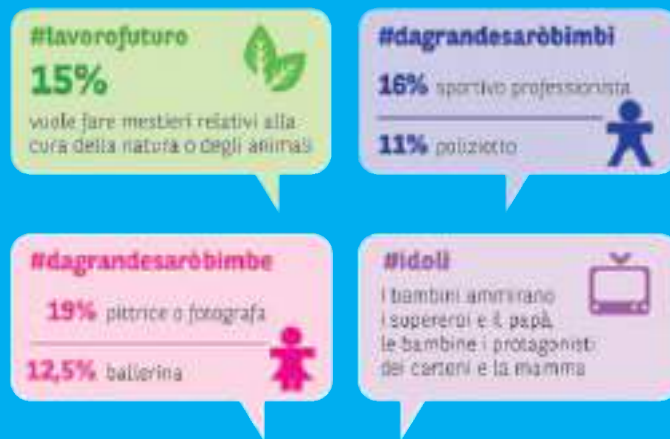 #lavorofuturo
15%
vuole fare mestieri relativi alla
cura della natura o degli animali
#dagrandesaròbimbi
16% sportivo professionista
11% poliziotto
#dagrandesaròbimbe
19% pittrice o fotografa
12,5% ballerina
#idoli
I bambini ammirano
i supereroi e il papà,
le bambine i protagonisti
dei cartoni e la mamma